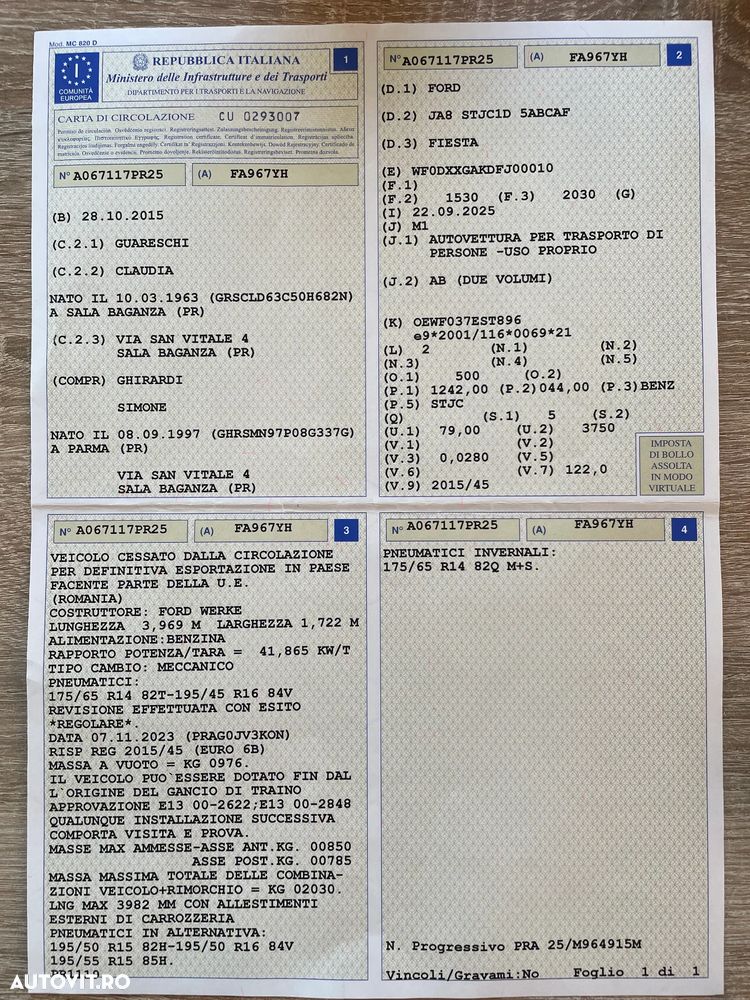 Mod. MC 820 D
I
COMUNITÀ
EUROPEA
REPUBBLICA ITALIANA
1
Ministero delle Infrastrutture e dei Trasporti
DIPARTIMENTO PER I TRASPORTI E LA NAVIGAZIONE
CARTA DI CIRCOLAZIONE CU 0293007
N° A067117PR25 (A) FA967YH
(B) 28.10.2015
(C.2.1) GUARESCHI
(C.2.2) CLAUDIA
NATO IL 10.03.1963 (GRSCLD63C50H682N)
A SALA BAGANZA (PR)
(C.2.3) VIA SAN VITALE 4
SALA BAGANZA (PR)
(COMPR) GHIRARDI
SIMONE
NATO IL 08.09.1997 (GHRSMN97P08G337G)
A PARMA (PR)
VIA SAN VITALE 4
SALA BAGANZA (PR)
N° A067117PR25 (A) FA967YH 2
(D.1) FORD
(D.2) JA8 STJC1D 5ABCAF
(D.3) FIESTA
(E) WF0DXXGAKDFJ00010
(F.1)
(F.2) 1530 (F.3) 2030 (G)
(I) 22.09.2025
(J) M1
(J.1) AUTOVETTURA PER TRASPORTO DI
PERSONE -USO PROPRIO
(J.2) AB (DUE VOLUMI)
(K) OEWF037EST896
e9*2001/116*0069*21
(L) 2 (N.1) (N.2)
(N.3) (N.4) (N.5)
(O.1) 500 (O.2)
(P.1) 1242,00 (P.2)044,00 (P.3)BENZ
(P.5) STJC
(Q) (S.1) 5 (S.2)
(U.1) 79,00 (U.2) 3750
(V.1) (V.2)
(V.3) 0,0280 (V.5)
(V.6) (V.7) 122,0
(V.9) 2015/45
IMPOSTA
DI BOLLO
ASSOLTA
IN MODO
VIRTUALE
N° A067117PR25 (A) FA967YH 3
VEICOLO CESSATO DALLA CIRCOLAZIONE
PER DEFINITIVA ESPORTAZIONE IN PAESE
FACENTE PARTE DELLA U.E.
(ROMANIA)
COSTRUTTORE: FORD WERKE
LUNGHEZZA 3,969 M LARGHEZZA 1,722 M
ALIMENTAZIONE:BENZINA
RAPPORTO POTENZA/TARA = 41,865 KW/T
TIPO CAMBIO: MECCANICO
PNEUMATICI:
175/65 R14 82T-195/45 R16 84V
REVISIONE EFFETTUATA CON ESITO
*REGOLARE*.
DATA 07.11.2023 (PRAG0JV3KON)
RISP REG 2015/45 (EURO 6B)
MASSA A VUOTO = KG 0976.
IL VEICOLO PUO`ESSERE DOTATO FIN DAL
L`ORIGINE DEL GANCIO DI TRAINO
APPROVAZIONE E13 00-2622;E13 00-2848
QUALUNQUE INSTALLAZIONE SUCCESSIVA
COMPORTA VISITA E PROVA.
MASSE MAX AMMESSE-ASSE ANT.KG. 00850
ASSE POST.KG. 00785
MASSA MASSIMA TOTALE DELLE COMBINA-
ZIONI VEICOLO+RIMORCHIO = KG 02030.
LNG MAX 3982 MM CON ALLESTIMENTI
ESTERNI DI CARROZZERIA
PNEUMATICI IN ALTERNATIVA:
195/50 R15 82H-195/50 R16 84V
195/55 R15 85H.
N° A067117PR25 (A) FA967YH 4
PNEUMATICI INVERNALI:
175/65 R14 82Q M+S.
N. Progressivo PRA 25/M964915M
Vincoli/Gravami:No Foglio 1 di 1
AUTOVIT.RO